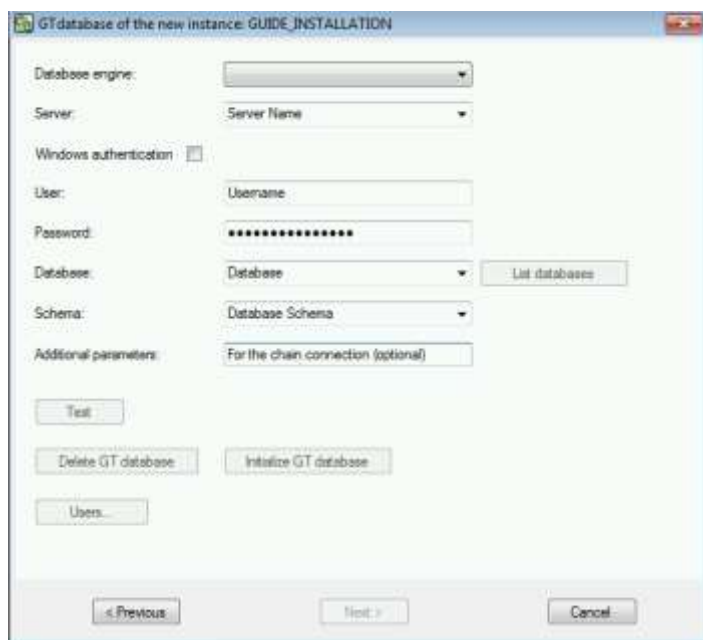 GTdatabase of the new instance: GUIDE_INSTALLATION
Database engine:
Server: Server Name
Windows authentication
User: Username
Password: •••••••••••••••
Database: Database List databases
Schema: Database Schema
Additional parameters: For the chain connection (optional)
Test
Delete GT database Initialize GT database
Users...
< Previous Next > Cancel